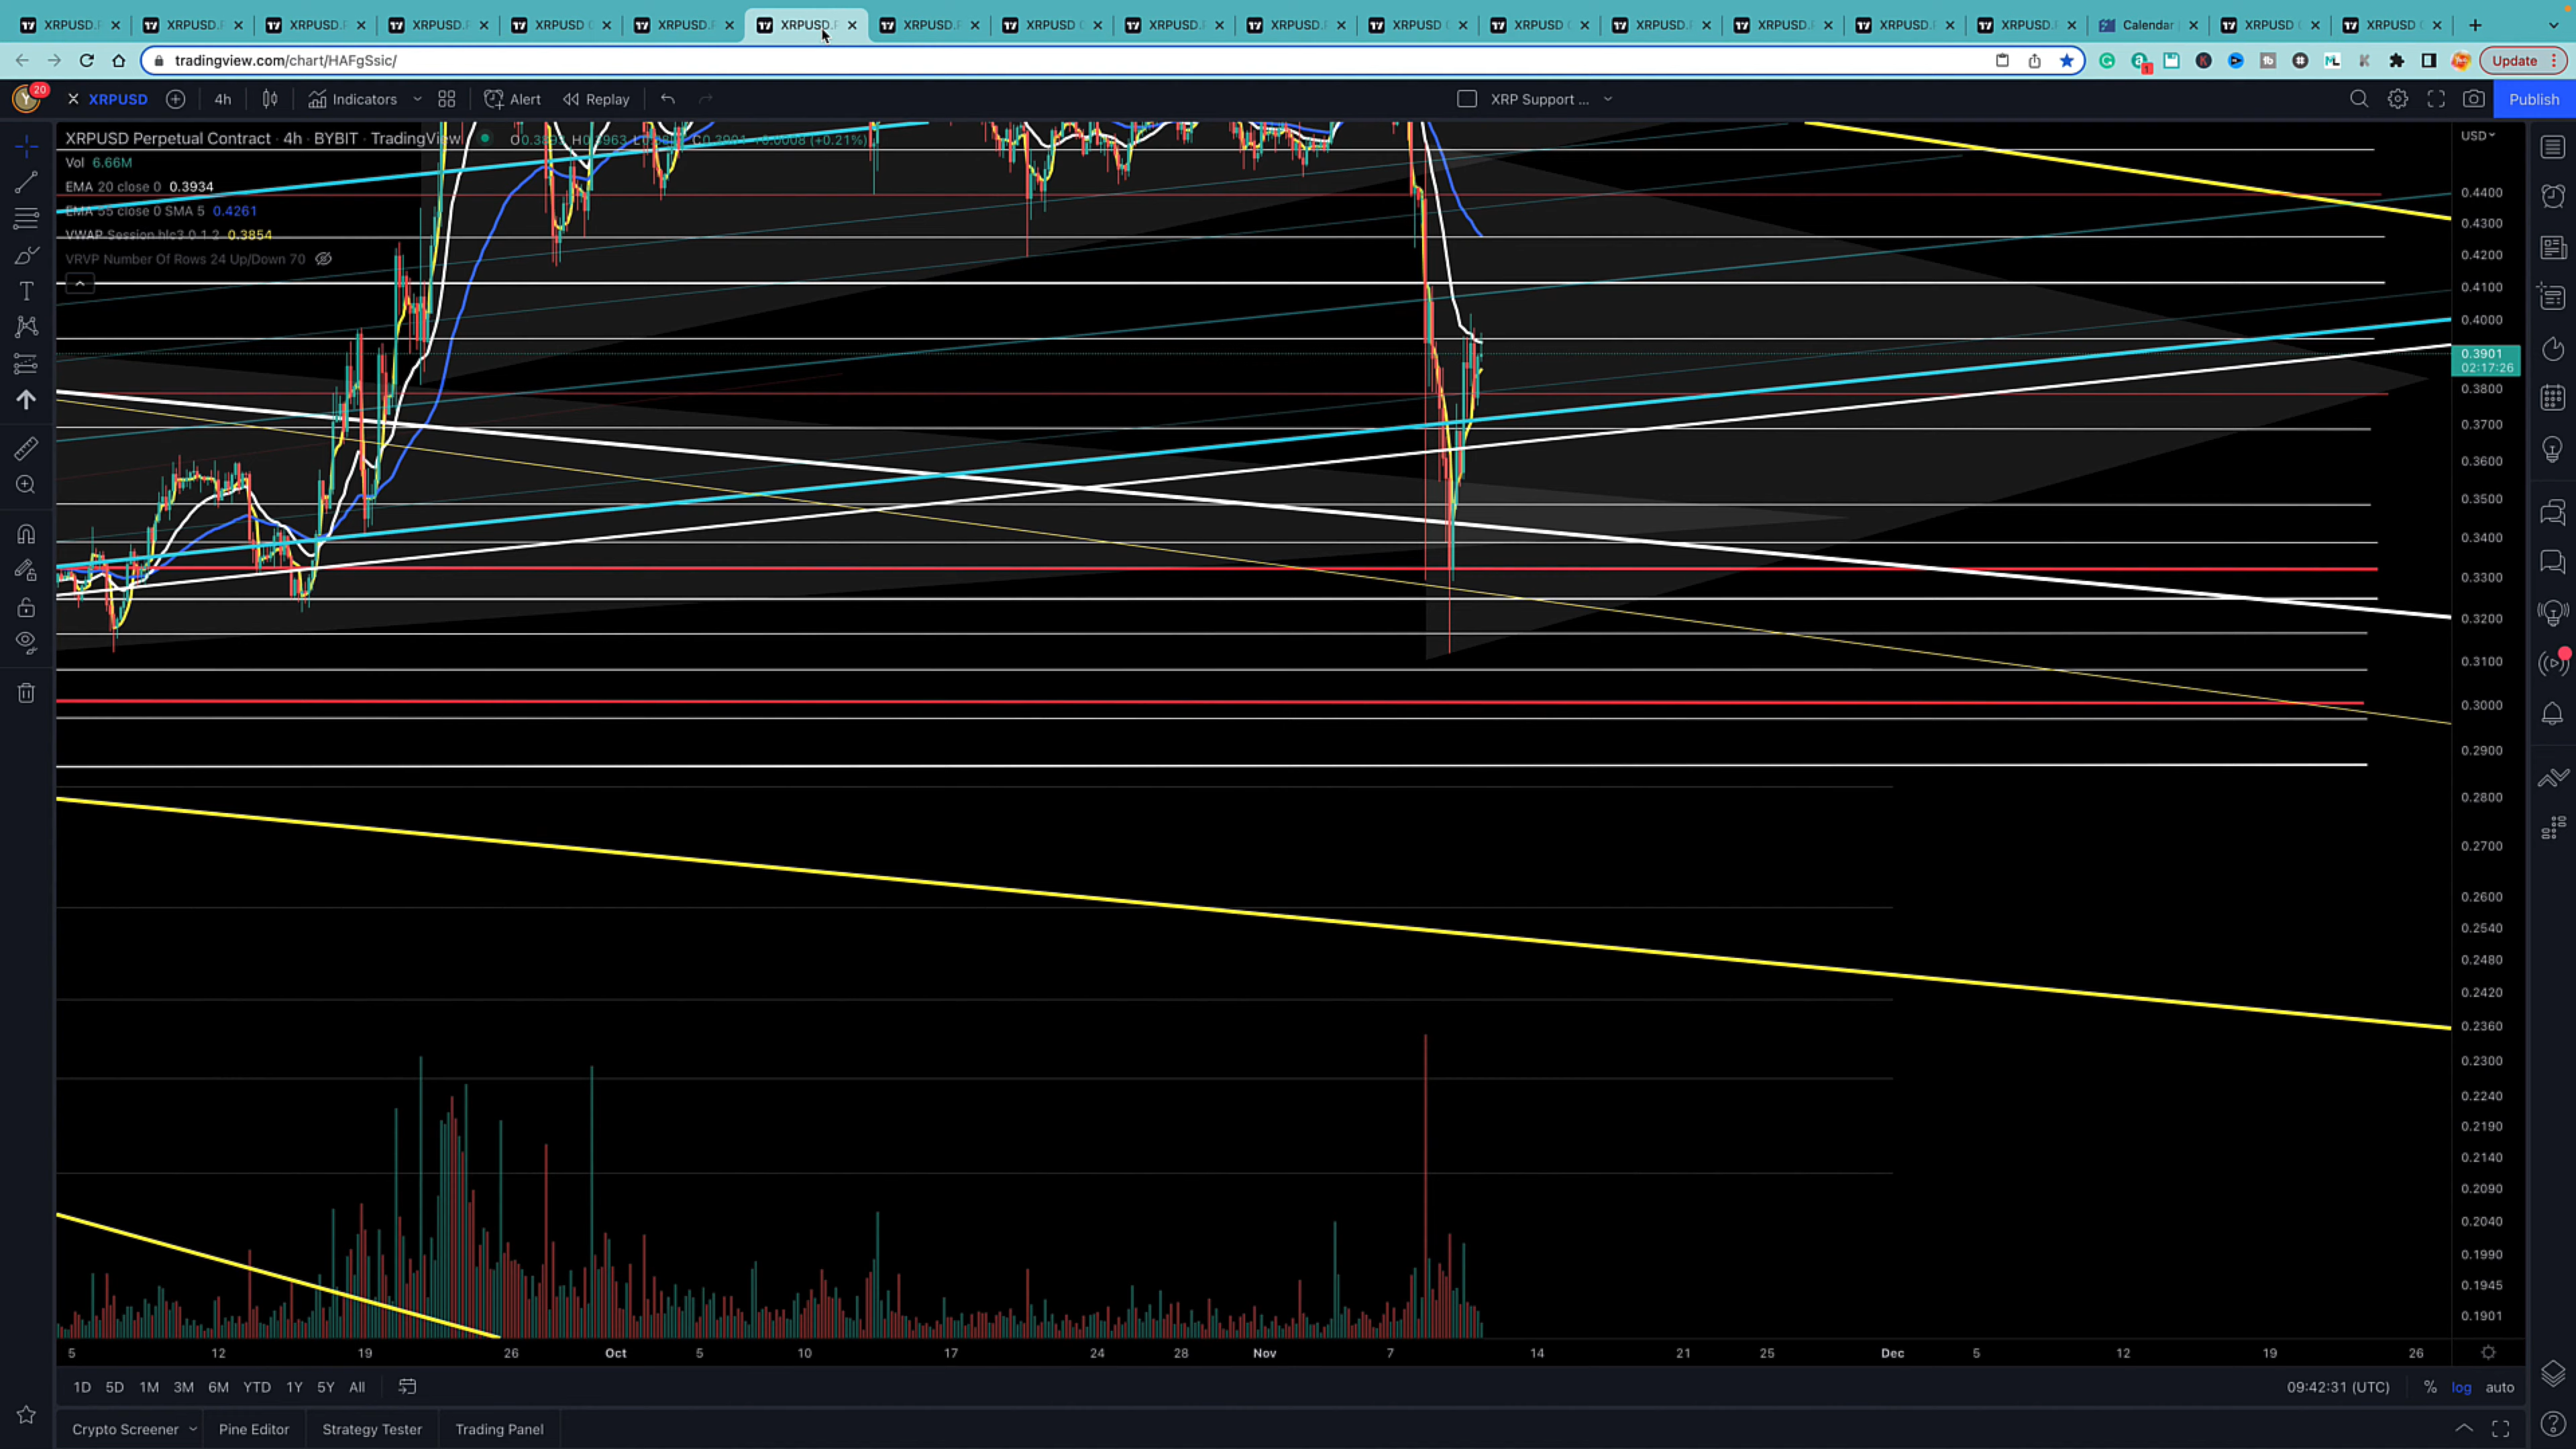 XRPUSD.P XRPUSD.P XRPUSD.P XRPUSD.P XRPUSD C XRPUSD.P XRPUSD.P XRPUSD.P XRPUSD C XRPUSD.P XRPUSD.P XRPUSD C XRPUSD C XRPUSD.P XRPUSD.P XRPUSD.P XRPUSD.P Calendar XRPUSD C XRPUSD C
tradingview.com/chart/HAFgSsic/ 1 Update
Y 20 XRPUSD 4h Indicators Alert Replay XRP Support ... Publish
XRPUSD Perpetual Contract · 4h · BYBIT · TradingView (+0.21%)
USD
Vol 6.66M
EMA 20 close 0 0.3934
EMA 55 close 0 SMA 5 0.4261
VWAP Session hlc3 0 1 2 0.3854
VRVP Number Of Rows 24 Up/Down 70
0.4400
0.4300
0.4200
0.4100
0.4000
0.3901
02:17:26
0.3800
0.3700
0.3600
0.3500
0.3400
0.3300
0.3200
0.3100
0.3000
0.2900
0.2800
0.2700
0.2600
0.2540
0.2480
0.2420
0.2360
0.2300
0.2240
0.2190
0.2140
0.2090
0.2040
0.1990
0.1945
0.1901
5 12 19 26 Oct 5 10 17 24 28 Nov 7 14 21 25 Dec 5 12 19 26
1D 5D 1M 3M 6M YTD 1Y 5Y All 09:42:31 (UTC) % log auto
Crypto Screener Pine Editor Strategy Tester Trading Panel